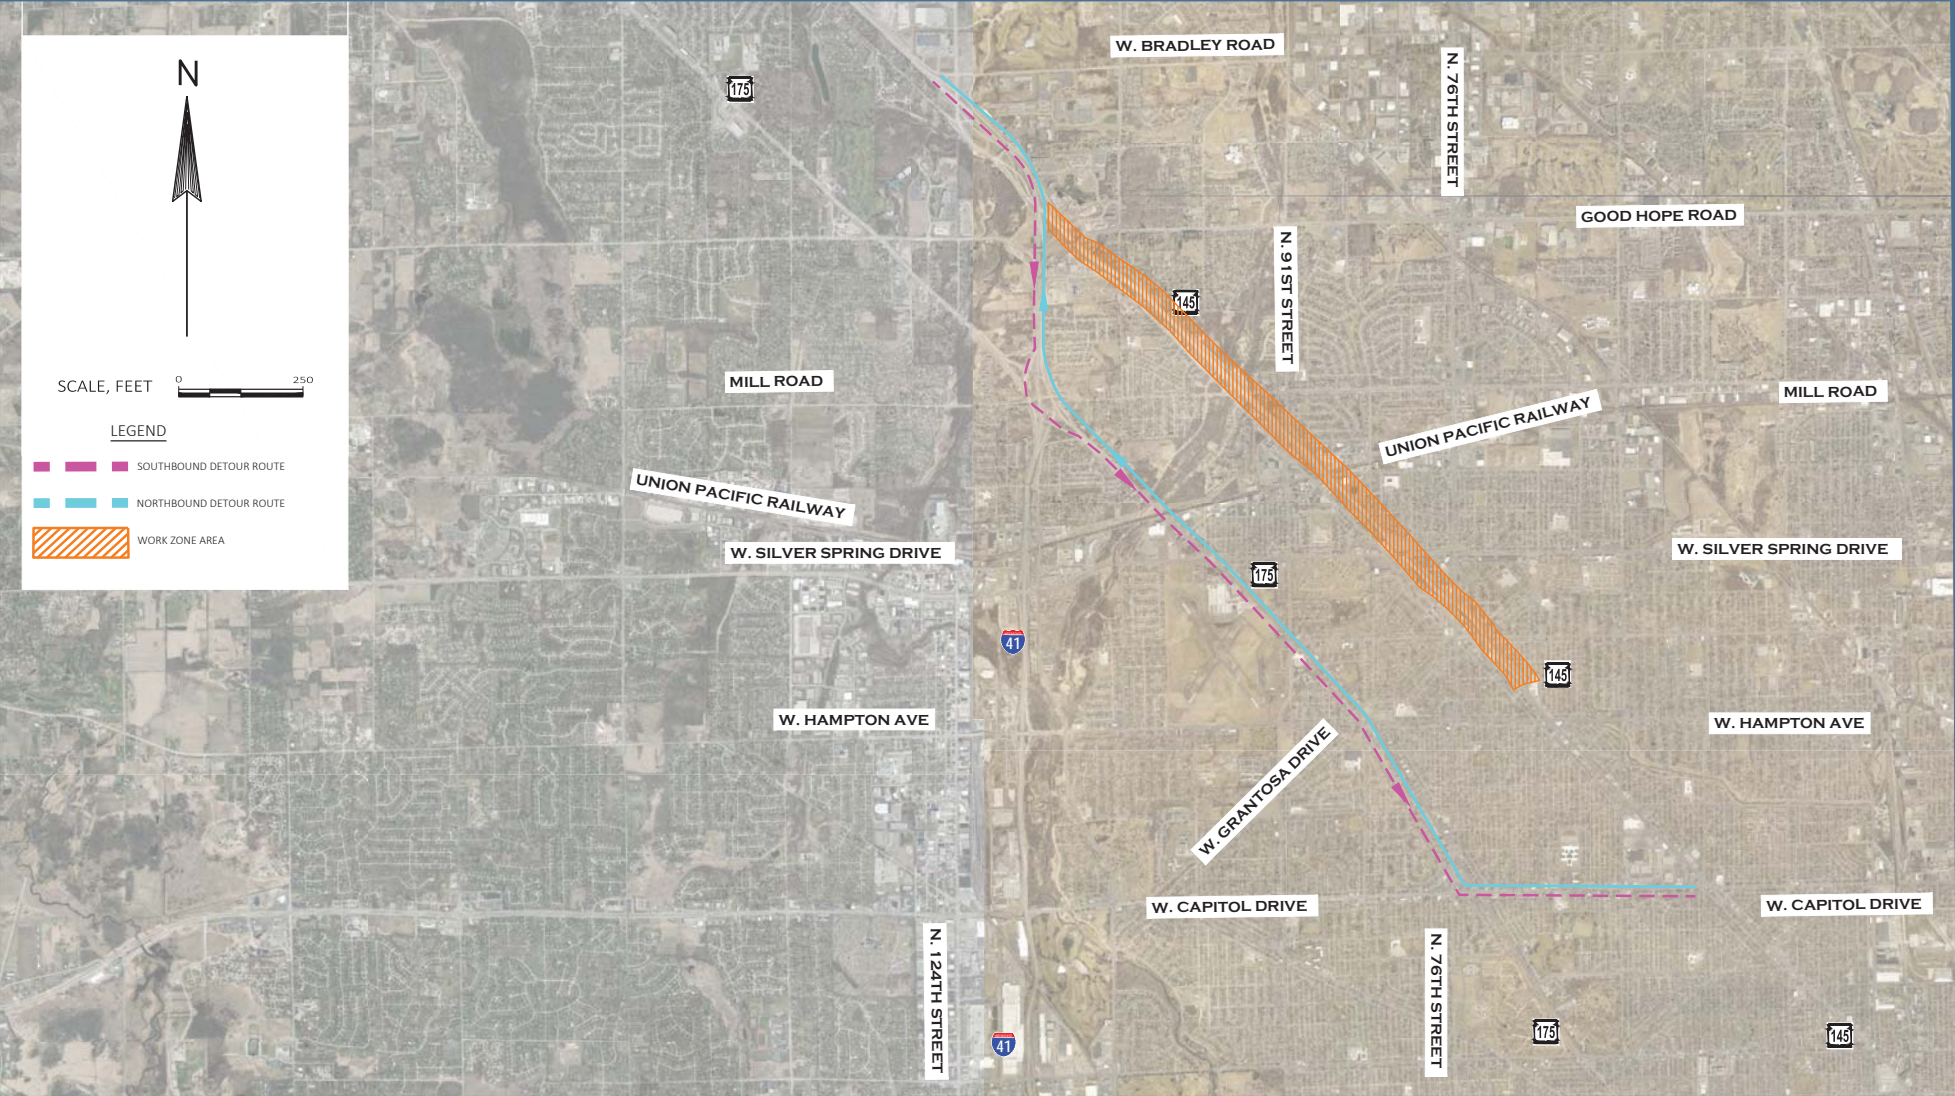 N
SCALE, FEET
0
250
LEGEND
SOUTHBOUND DETOUR ROUTE
NORTHBOUND DETOUR ROUTE
WORK ZONE AREA
175
W. BRADLEY ROAD
N. 76TH STREET
GOOD HOPE ROAD
N. 91ST STREET
145
MILL ROAD
MILL ROAD
UNION PACIFIC RAILWAY
UNION PACIFIC RAILWAY
W. SILVER SPRING DRIVE
W. SILVER SPRING DRIVE
175
41
145
W. HAMPTON AVE
W. HAMPTON AVE
W. GRANTOSA DRIVE
W. CAPITOL DRIVE
W. CAPITOL DRIVE
N. 124TH STREET
N. 76TH STREET
41
175
145